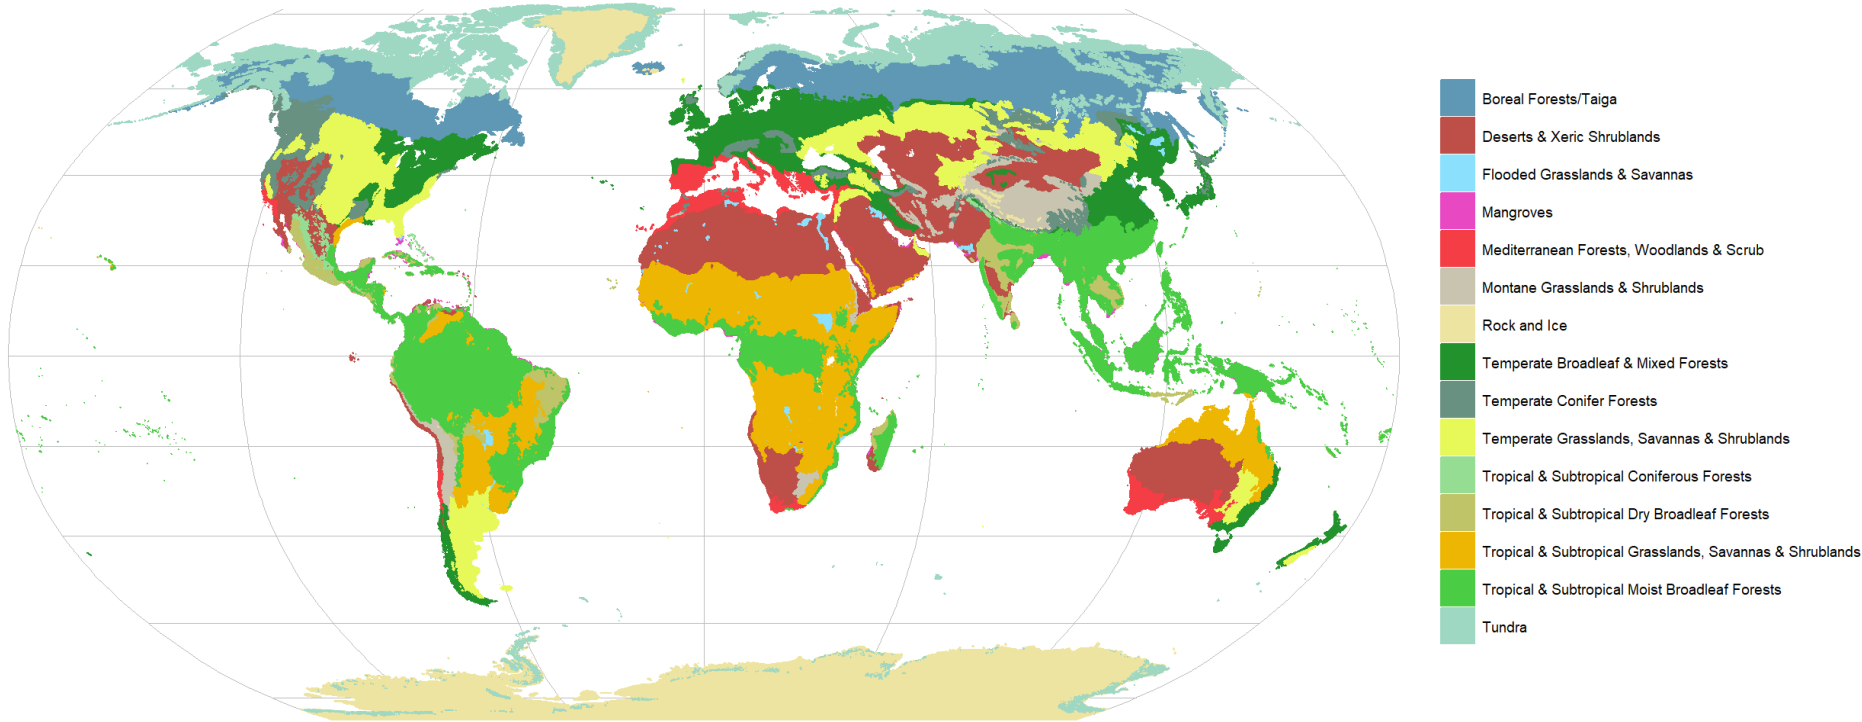 Boreal Forests/Taiga
Deserts & Xeric Shrublands
Flooded Grasslands & Savannas
Mangroves
Mediterranean Forests, Woodlands & Scrub
Montane Grasslands & Shrublands
Rock and Ice
Temperate Broadleaf & Mixed Forests
Temperate Conifer Forests
Temperate Grasslands, Savannas & Shrublands
Tropical & Subtropical Coniferous Forests
Tropical & Subtropical Dry Broadleaf Forests
Tropical & Subtropical Grasslands, Savannas & Shrublands
Tropical & Subtropical Moist Broadleaf Forests
Tundra